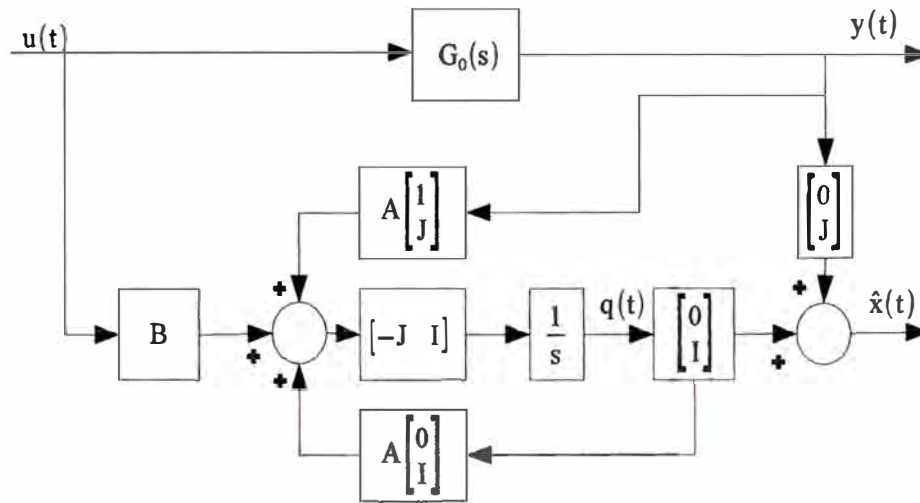 u(t)
G₀(s)
y(t)
A [1 J]
[0 J]
+
+
B
+
[-J I]
1/s
q(t)
[0 I]
+
x̂(t)
+
+
A [0 I]